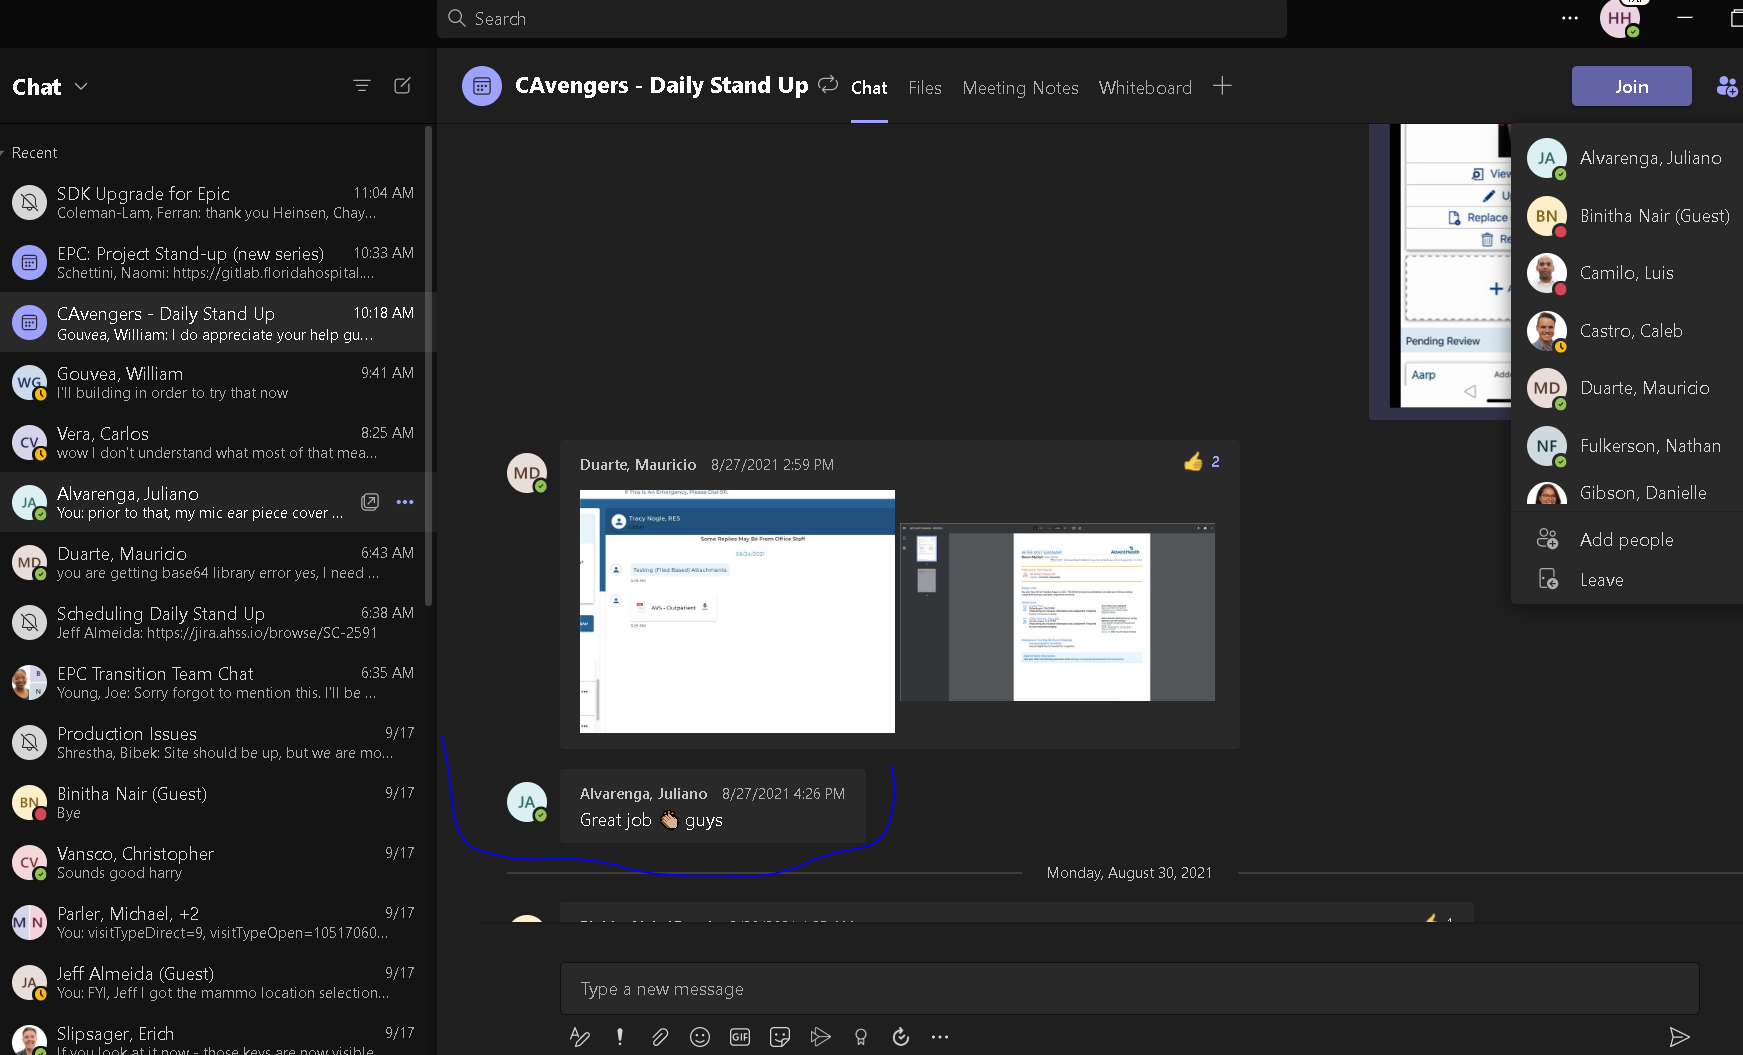 Search
HH
Chat
Recent
SDK Upgrade for Epic 11:04 AM
Coleman-Lam, Ferran: thank you Heinsen, Chay...
EPC: Project Stand-up (new series) 10:33 AM
Schettini, Naomi: https://gitlab.floridahospital....
CAvengers - Daily Stand Up 10:18 AM
Gouvea, William: I do appreciate your help gu...
WG
Gouvea, William 9:41 AM
I'll building in order to try that now
CV
Vera, Carlos 8:25 AM
wow I don't understand what most of that mea...
JA
Alvarenga, Juliano
You: prior to that, my mic ear piece cover ...
MD
Duarte, Mauricio 6:43 AM
you are getting base64 library error yes, I need ...
Scheduling Daily Stand Up 6:38 AM
Jeff Almeida: https://jira.ahss.io/browse/SC-2591
B
N
EPC Transition Team Chat 6:35 AM
Young, Joe: Sorry forgot to mention this. I'll be ...
Production Issues 9/17
Shrestha, Bibek: Site should be up, but we are mo...
BN
Binitha Nair (Guest) 9/17
Bye
CV
Vansco, Christopher 9/17
Sounds good harry
M N
Parler, Michael, +2 9/17
You: visitTypeDirect=9, visitTypeOpen=10517060...
JA
Jeff Almeida (Guest) 9/17
You: FYI, Jeff I got the mammo location selection...
Slipsager, Erich 9/17
If you look at it now - those keys are now visible
CAvengers - Daily Stand Up
Chat Files Meeting Notes Whiteboard
Join
Replace
Pending Review
Aarp
MD
Duarte, Mauricio 8/27/2021 2:59 PM
2
If This Is An Emergency, Please Dial 911.
Tracy Nogle, RES
Some Replies May Be From Office Staff
08/24/2021
Testing (Filed Based) Attachments
AVS - Outpatient
AdventHealth
JA
Alvarenga, Juliano 8/27/2021 4:26 PM
Great job 👏 guys
Monday, August 30, 2021
Type a new message
GIF
JA
Alvarenga, Juliano
BN
Binitha Nair (Guest)
Camilo, Luis
Castro, Caleb
MD
Duarte, Mauricio
NF
Fulkerson, Nathan
Gibson, Danielle
Add people
Leave